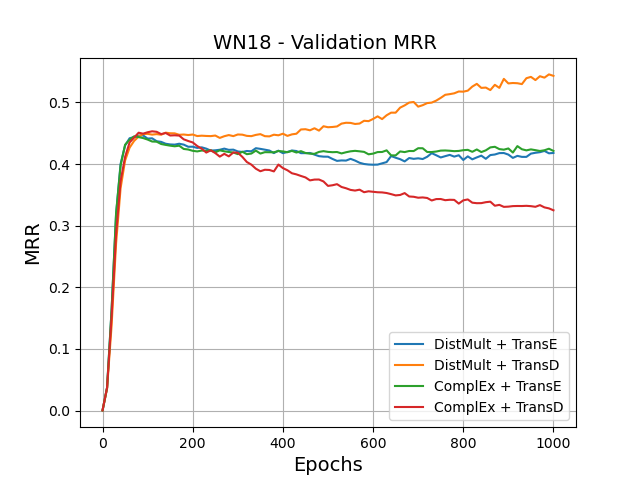 WN18 - Validation MRR
MRR
0.5
0.4
0.3
0.2
0.1
0.0
0
200
400
600
800
1000
Epochs
DistMult + TransE
DistMult + TransD
ComplEx + TransE
ComplEx + TransD